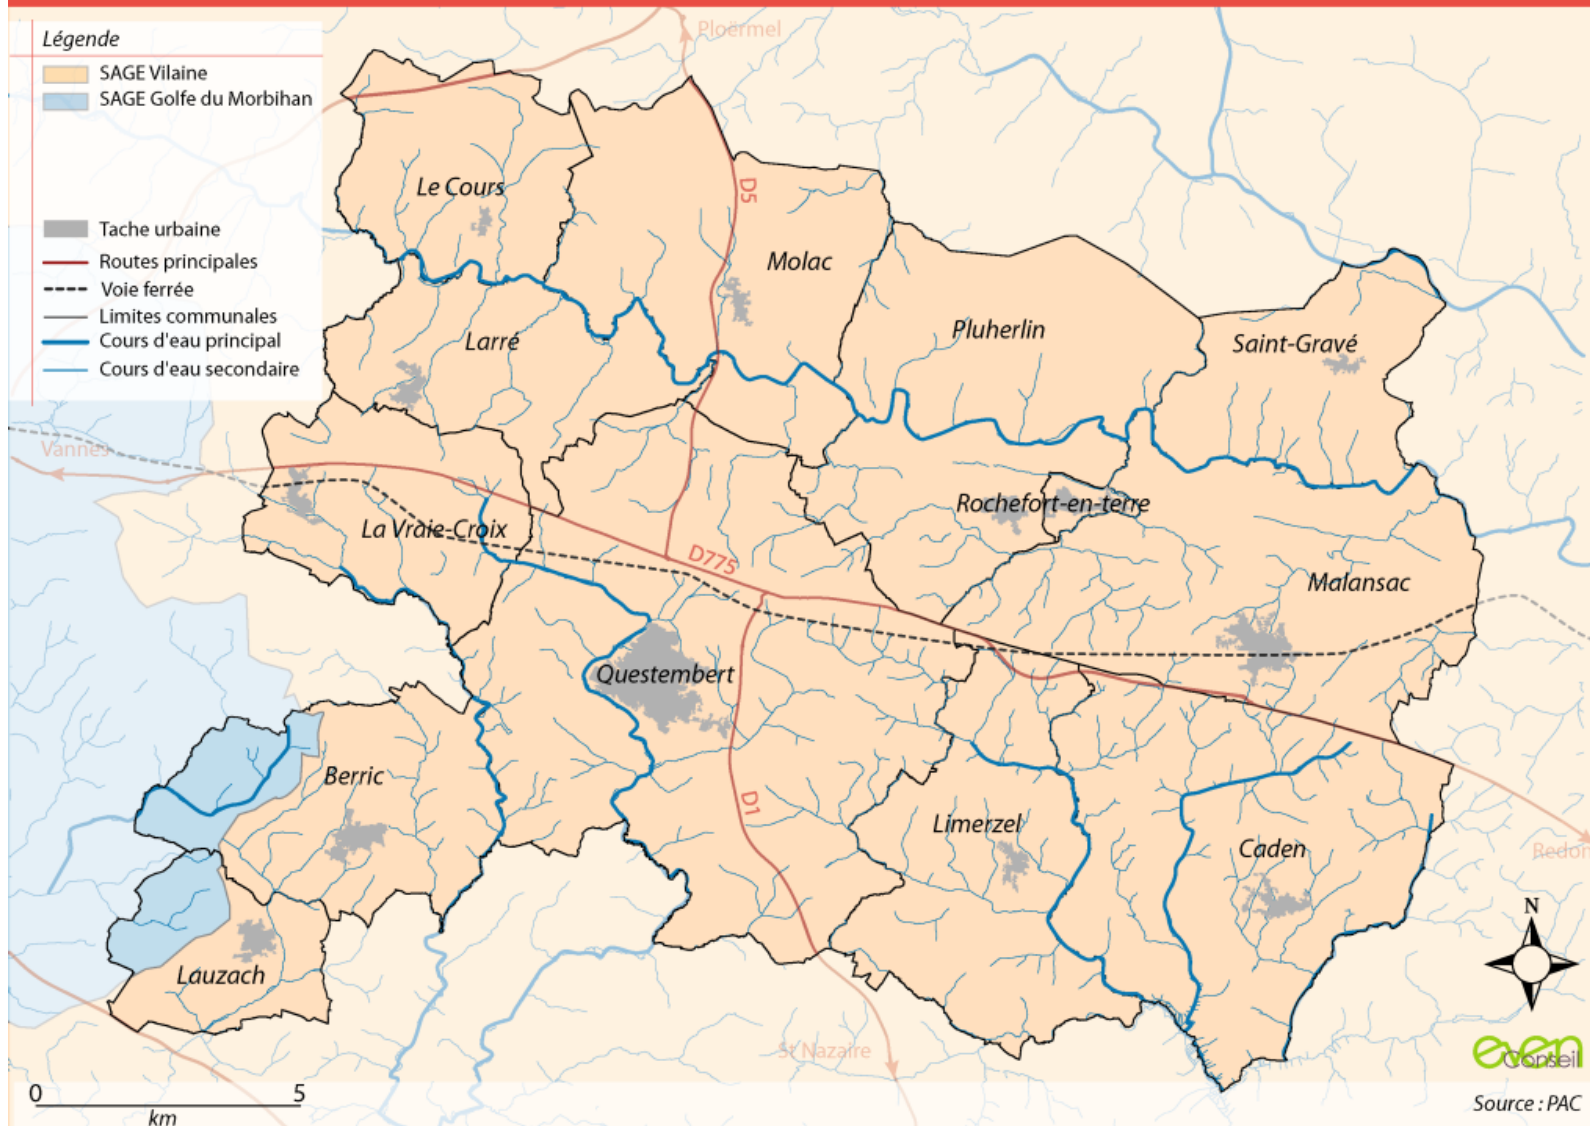 Légende
SAGE Vilaine
SAGE Golfe du Morbihan
Tache urbaine
Routes principales
Voie ferrée
Limites communales
Cours d'eau principal
Cours d'eau secondaire
Ploërmel
Le Cours
D5
Molac
Larré
Pluherlin
Saint-Gravé
Vannes
La Vraie-Croix
Rochefort-en-terre
D775
Malansac
Questembert
Berric
D1
Limerzel
Caden
Redon
N
Lauzach
St Nazaire
even
Conseil
0 5
km
Source : PAC